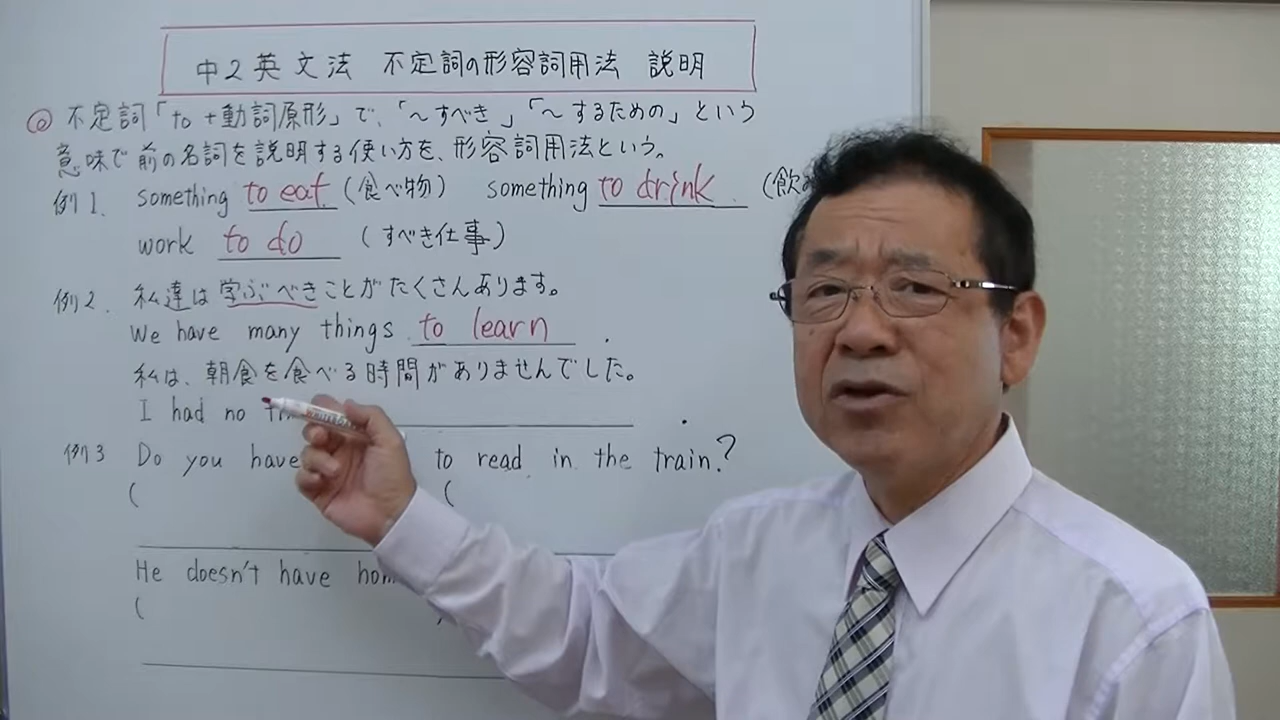 中2英文法 不定詞の形容詞用法 説明
◎ 不定詞「to +動詞原形」で、「~すべき」「~するための」という
意味で前の名詞を説明する使い方を、形容詞用法という。
例1. something to eat (食べ物) something to drink (飲
work to do (すべき仕事)
例2. 私達は学ぶべきことがたくさんあります。
We have many things to learn .
私は、朝食を食べる時間がありませんでした。
I had no
例3 Do you have to read in the train?
( (
He doesn't have
(